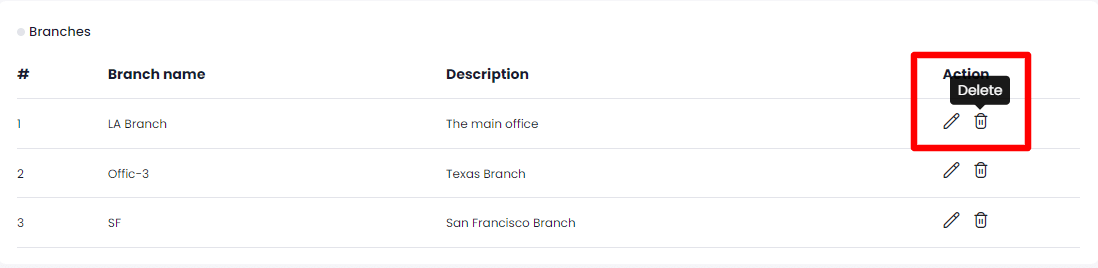 Branches
# Branch name Description Action
Delete
1 LA Branch The main office
2 Offic-3 Texas Branch
3 SF San Francisco Branch